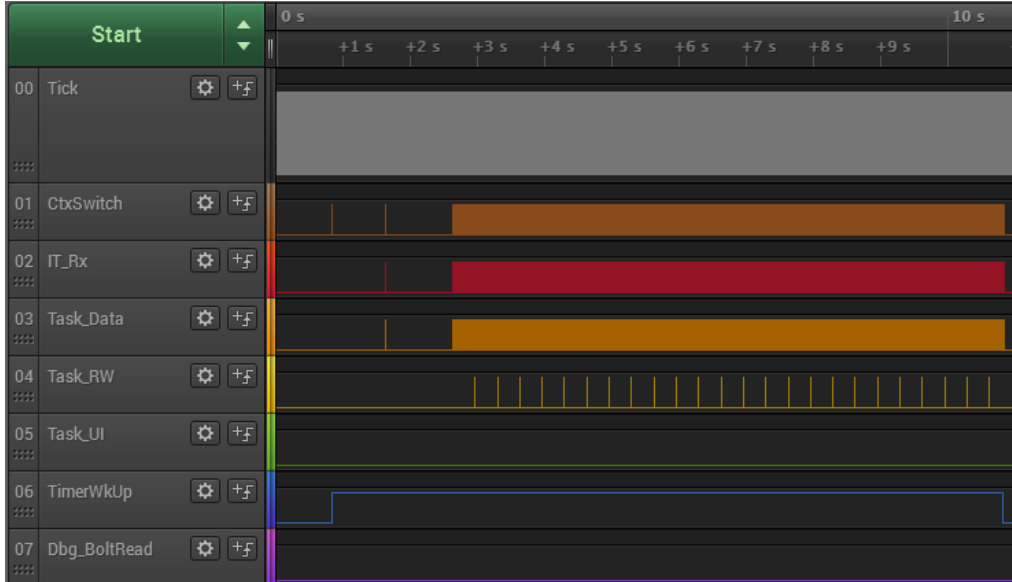 Start
0 s
10 s
+1 s +2 s +3 s +4 s +5 s +6 s +7 s +8 s +9 s
00 Tick
01 CtxSwitch
02 IT_Rx
03 Task_Data
04 Task_RW
05 Task_UI
06 TimerWkUp
07 Dbg_BoltRead